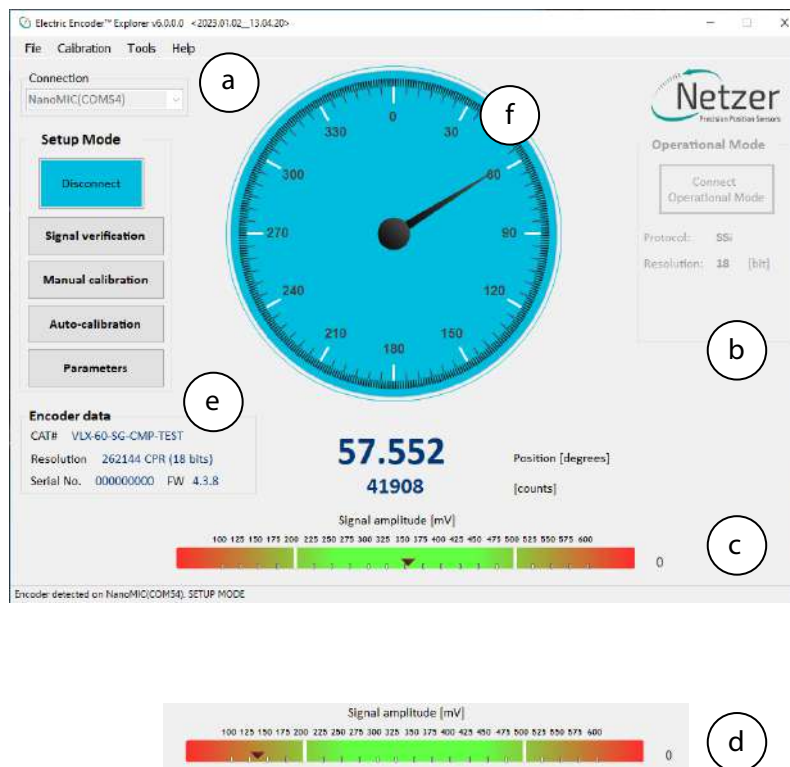 Electric Encoder™ Explorer v6.0.0.0 <2023.01.02__13.04.20>
File Calibration Tools Help
Connection
NanoMIC(COM54)
a
Setup Mode
Disconnect
Signal verification
Manual calibration
Auto-calibration
Parameters
e
Encoder data
CAT# VLX-60-SG-CMP-TEST
Resolution 262144 CPR (18 bits)
Serial No. 000000000 FW 4.3.8
f
0
30
60
90
120
150
180
210
240
270
300
330
57.552 Position [degrees]
41908 [counts]
Netzer
Precision Position Sensors
Operational Mode
Connect
Operational Mode
Protocol: SSi
Resolution: 18 [bit]
b
Signal amplitude [mV]
100 125 150 175 200 225 250 275 300 325 350 375 400 425 450 475 500 525 550 575 600
0
c
Encoder detected on NanoMIC(COM54). SETUP MODE
Signal amplitude [mV]
100 125 150 175 200 225 250 275 300 325 350 375 400 425 450 475 500 525 550 575 600
0
d